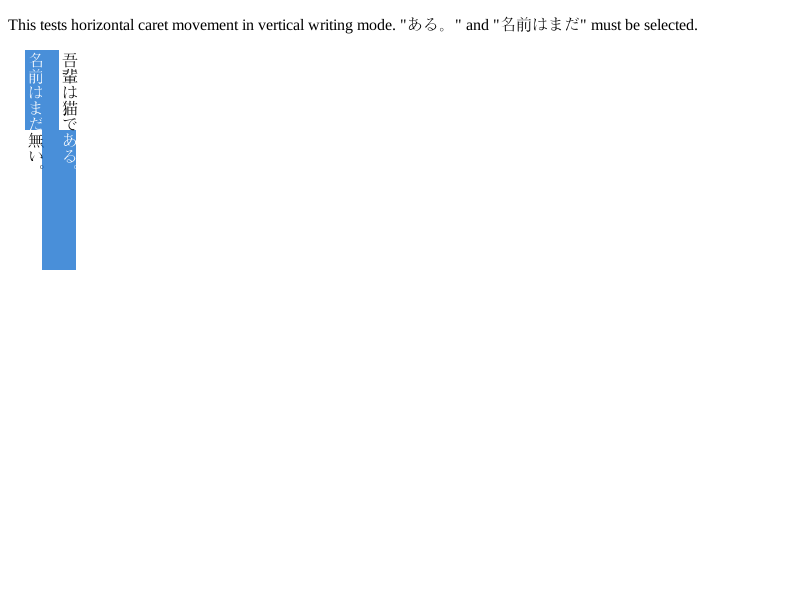 This tests horizontal caret movement in vertical writing mode. "ある。" and "名前はまだ" must be selected.
吾輩は猫である。
名前はまだ無い。